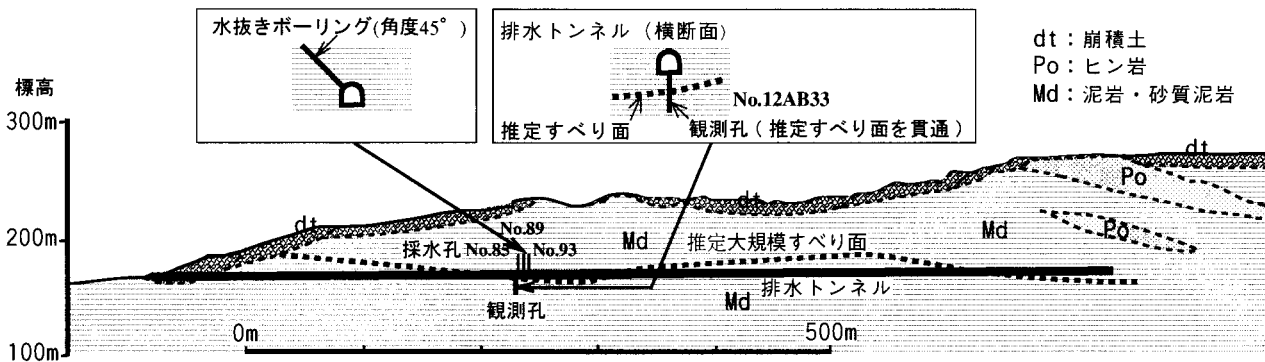 水抜きボーリング(角度45°)
排水トンネル（横断面）
No.12AB33
推定すべり面
観測孔（推定すべり面を貫通）
dt：崩積土
Po：ヒン岩
Md：泥岩・砂質泥岩
標高
300m
200m
100m
dt
dt
dt
Po
Po
No.89
採水孔 No.85
No.93
Md
推定大規模すべり面
Md
排水トンネル
Md
観測孔
0m
500m